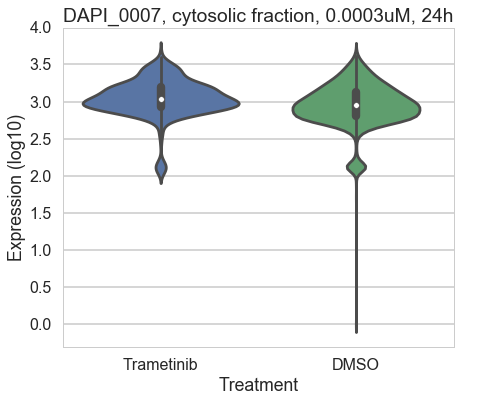 DAPI_0007, cytosolic fraction, 0.0003uM, 24h
4.0
3.5
3.0
2.5
2.0
1.5
1.0
0.5
0.0
Expression (log10)
Trametinib
DMSO
Treatment